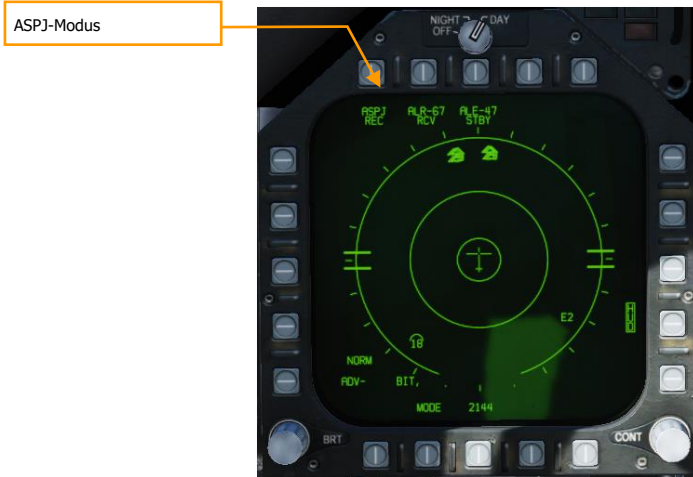 ASPJ-Modus
NIGHT DAY
OFF
ASPJ ALR-67 ALE-47
REC RCV STBY
E2
HUD
18
NORM
ADV- BIT,
MODE 2144
BRT
CONT